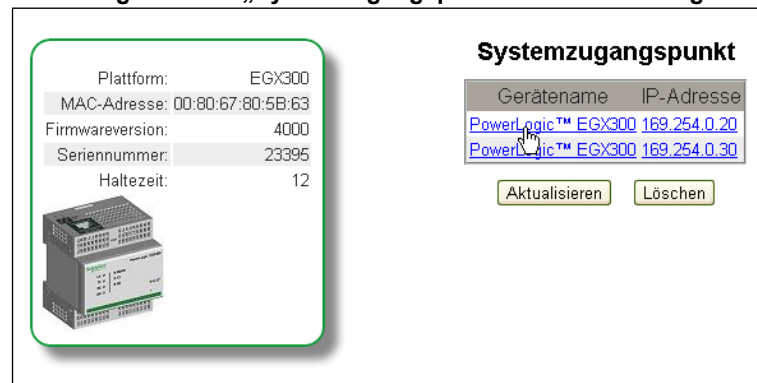 Systemzugangspunkt
Plattform: EGX300
MAC-Adresse: 00:80:67:80:5B:63
Firmwareversion: 4000
Seriennummer: 23395
Haltezeit: 12
Gerätename IP-Adresse
PowerLogic™ EGX300 169.254.0.20
PowerLogic™ EGX300 169.254.0.30
Aktualisieren Löschen